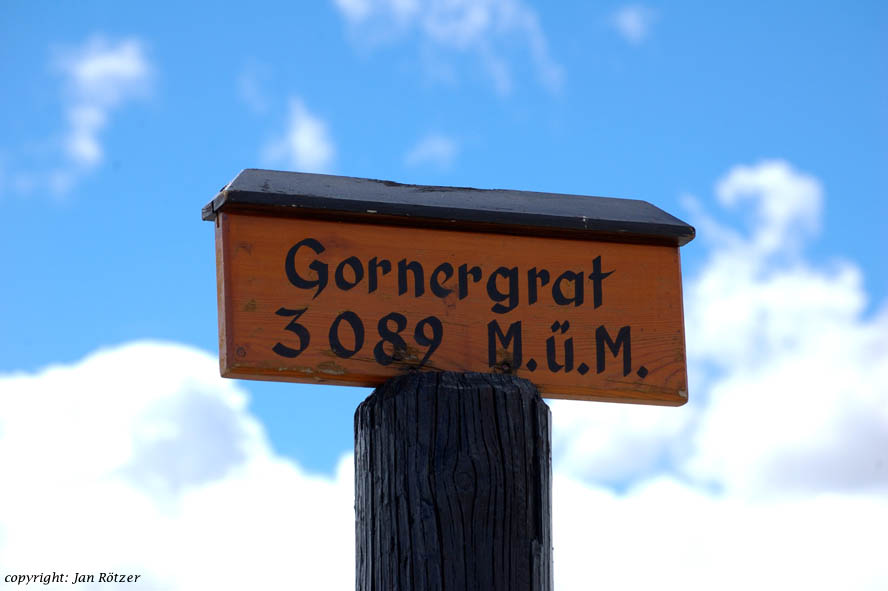 Gornergrat
3089 M.ü.M.
copyright: Jan Rötzer